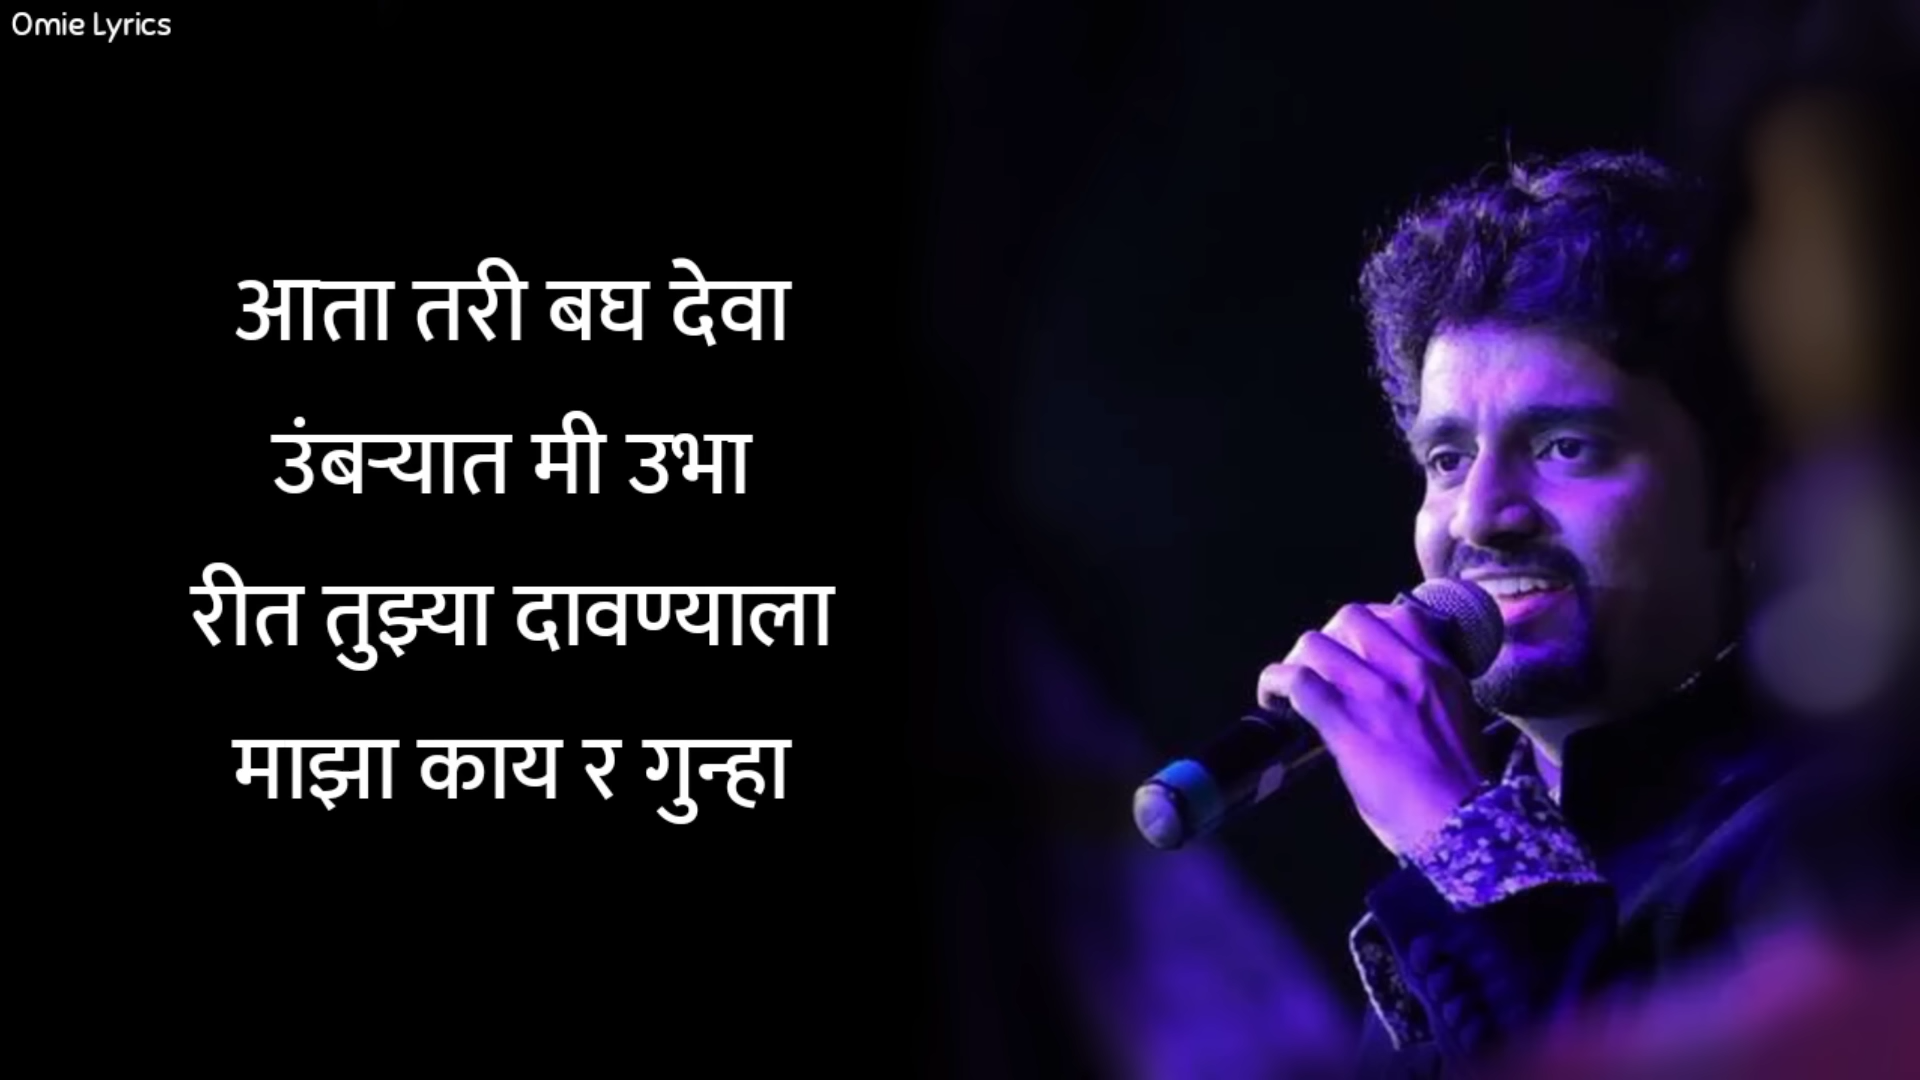 Omie Lyrics
आता तरी बघ देवा
उंबऱ्यात मी उभा
रीत तुझ्या दावण्याला
माझा काय र गुन्हा